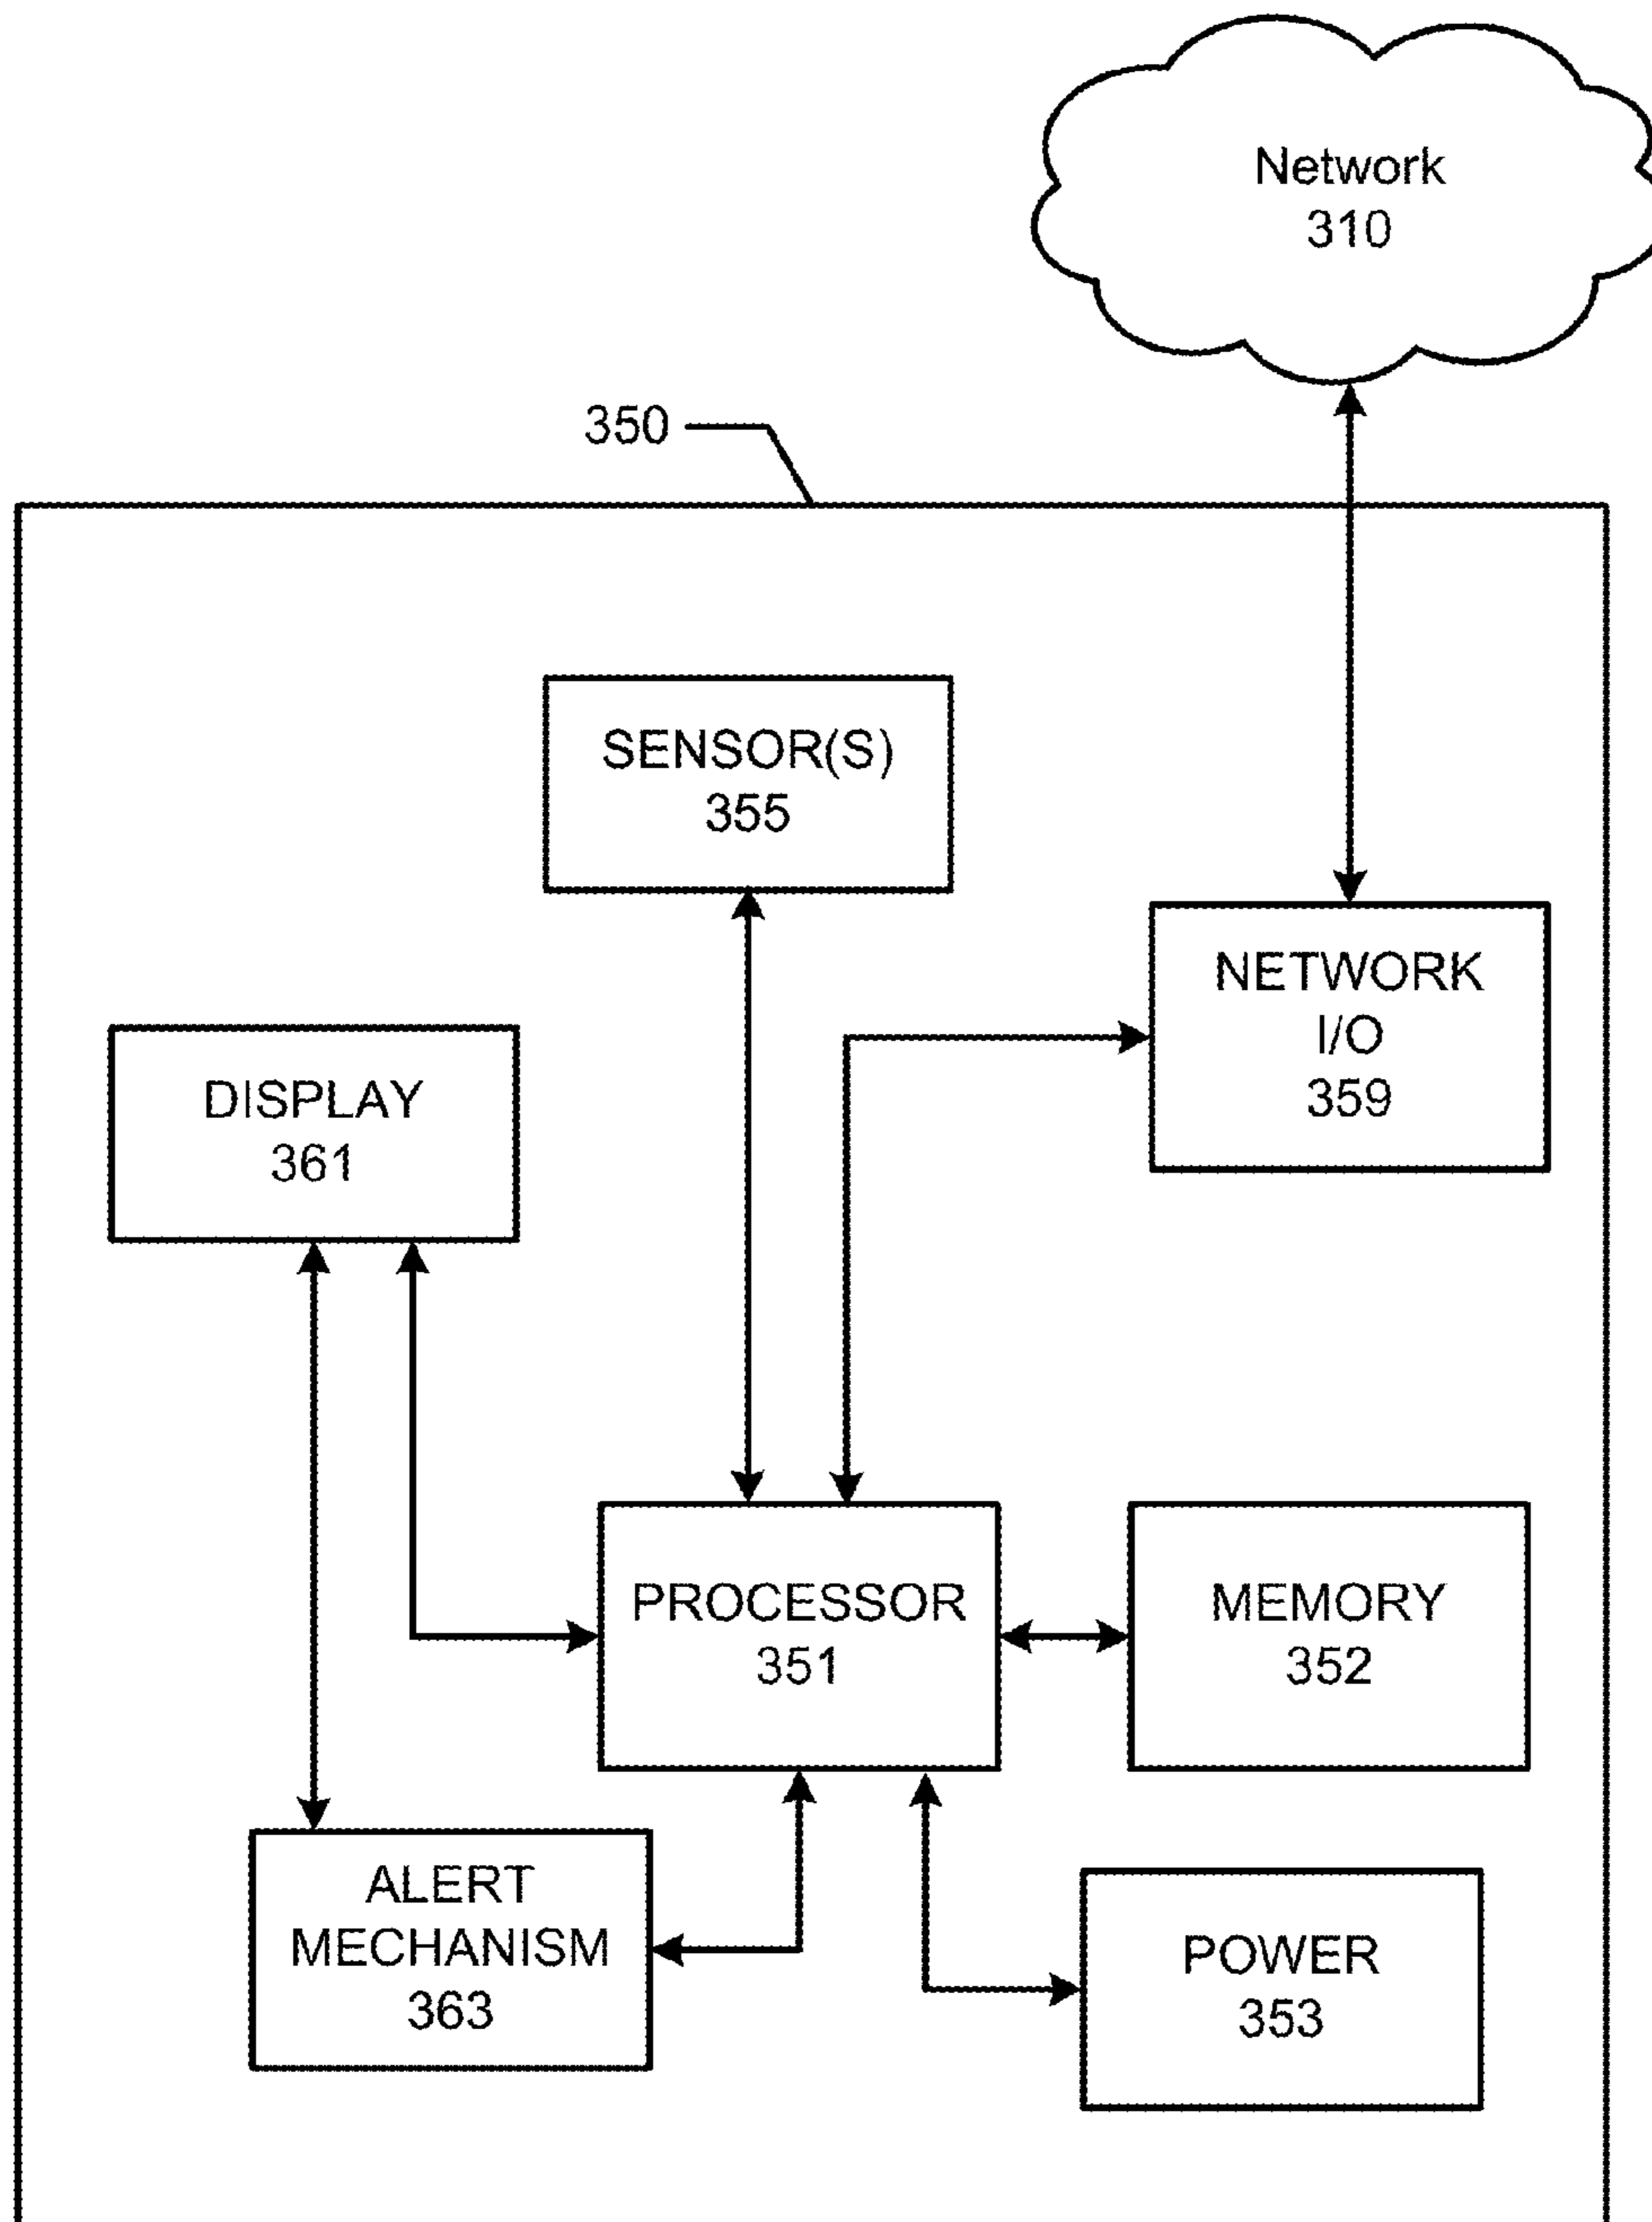 Network
310
350
SENSOR(S)
355
NETWORK
I/O
359
DISPLAY
361
PROCESSOR
351
MEMORY
352
ALERT
MECHANISM
363
POWER
353